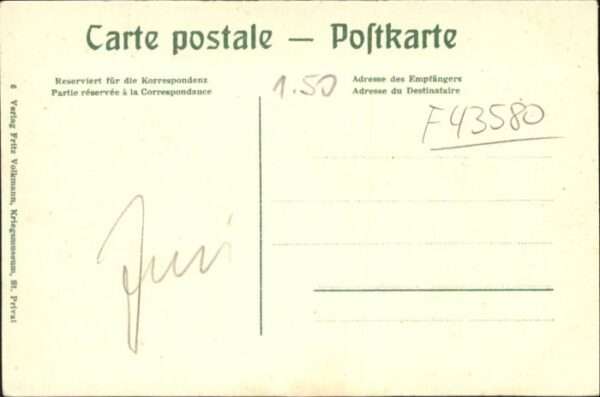 Carte postale — Poſtkarte
Reserviert für die Korrespondenz
Partie réservée à la Correspondance
1.50
Adresse des Empfängers
Adresse du Destinataire
F43580
6 Verlag Fritz Volkmann, Kriegsmuseum, St. Privat